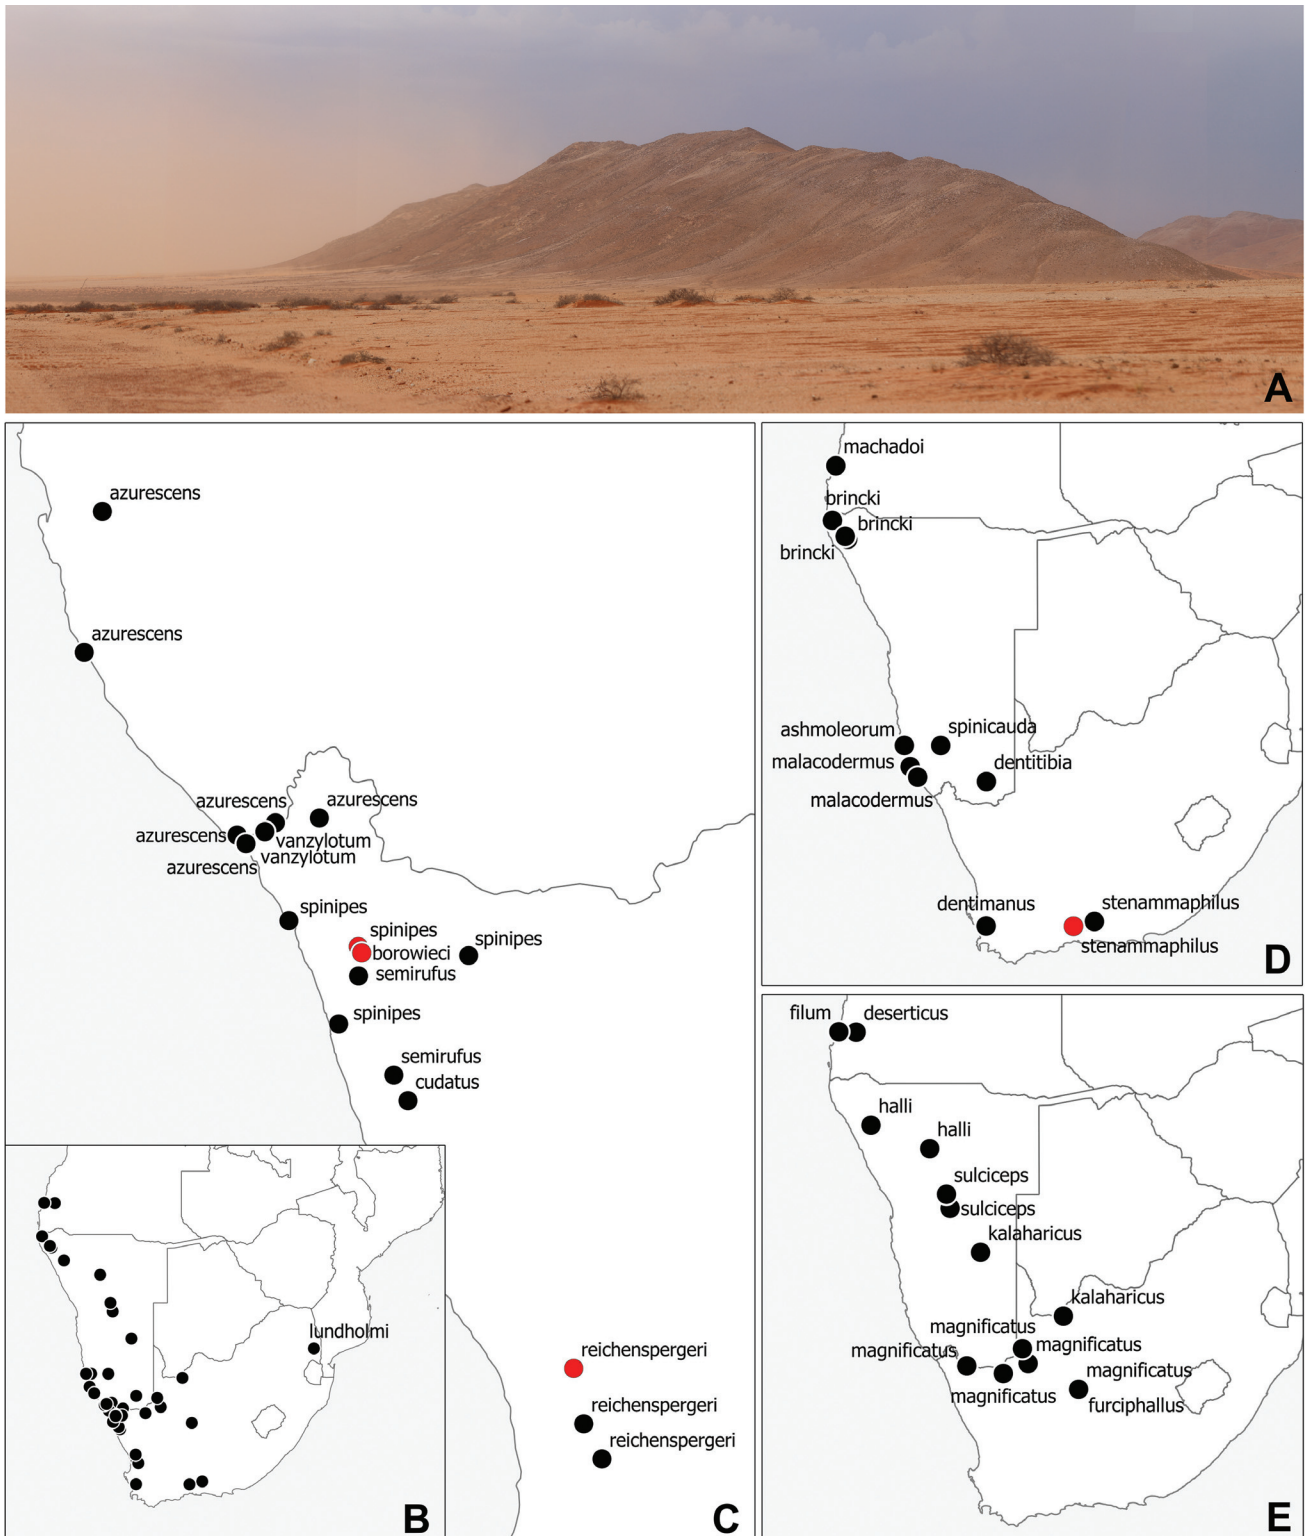 A
azurescens
azurescens
azurescens
azurescens
azurescens
vanzylotum
vanzylotum
azurescens
spinipes
spinipes
spinipes
borowieci
semirufus
spinipes
semirufus
cudatus
reichenspergeri
reichenspergeri
reichenspergeri
C
lundholmi
B
machadoi
brincki
brincki
brincki
ashmoleorum
spinicauda
malacodermus
dentitibia
malacodermus
dentimanus
stenammaphilus
stenammaphilus
D
filum
deserticus
halli
halli
sulciceps
sulciceps
kalaharicus
kalaharicus
magnificatus
magnificatus
magnificatus
magnificatus
magnificatus
furciphallus
E